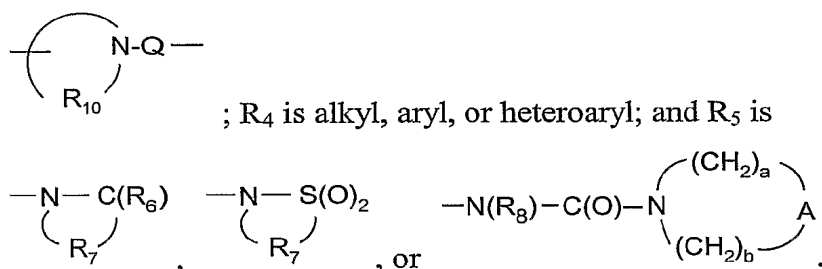 N-Q
R10
; R4 is alkyl, aryl, or heteroaryl; and R5 is
—N—C(R6) R7 , —N—S(O)2 R7 , or —N(R8)—C(O)—N (CH2)a A (CH2)b .